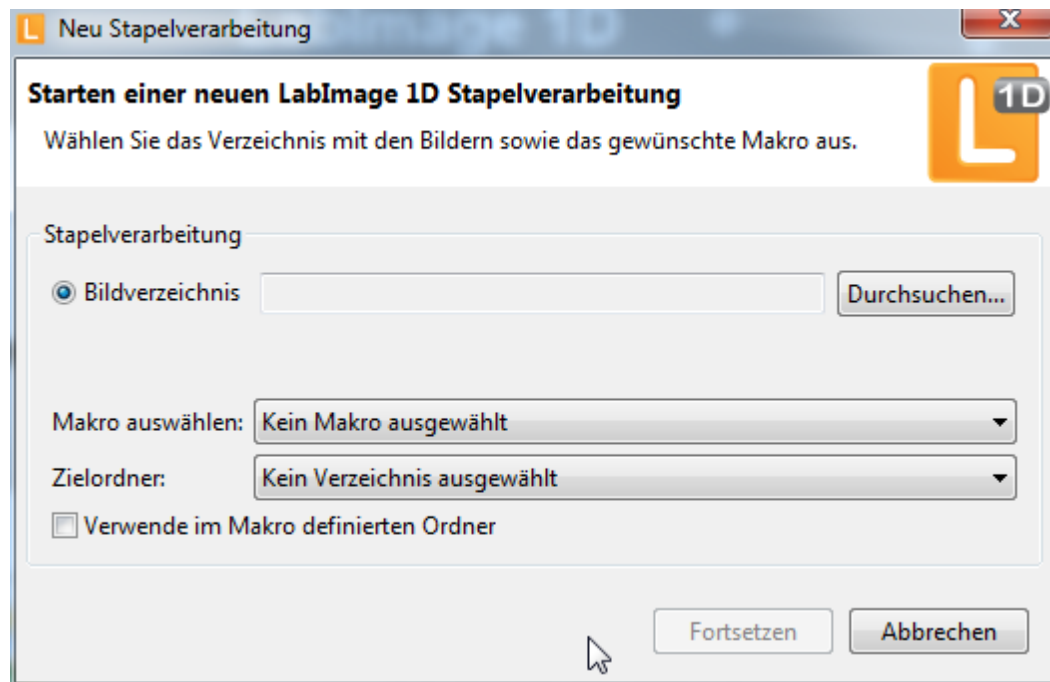 Neu Stapelverarbeitung
Starten einer neuen LabImage 1D Stapelverarbeitung
Wählen Sie das Verzeichnis mit den Bildern sowie das gewünschte Makro aus.
L 1D
Stapelverarbeitung
Bildverzeichnis Durchsuchen...
Makro auswählen: Kein Makro ausgewählt
Zielordner: Kein Verzeichnis ausgewählt
Verwende im Makro definierten Ordner
Fortsetzen Abbrechen